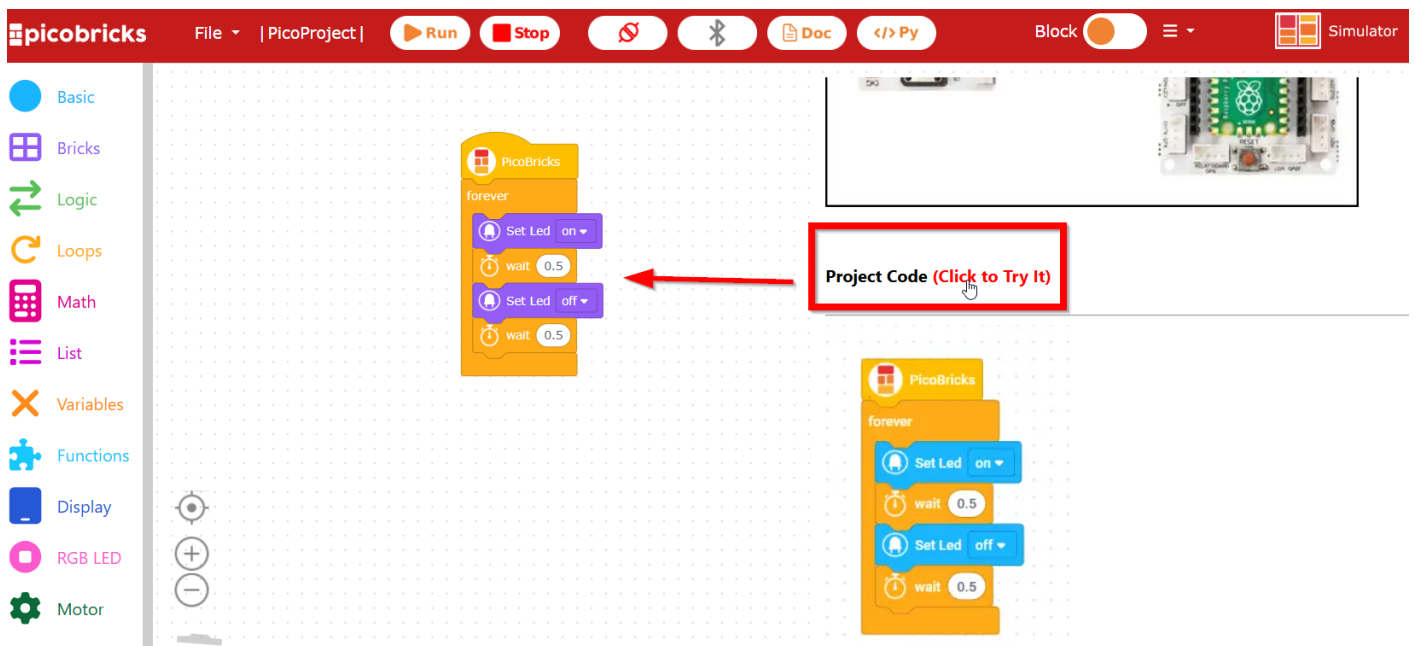 picobricks File |PicoProject| Run Stop Doc </> Py Block Simulator
Basic
Bricks
Logic
Loops
Math
List
Variables
Functions
Display
RGB LED
Motor
PicoBricks
forever
Set Led on
wait 0.5
Set Led off
wait 0.5
RESET
Project Code (Click to Try It)
PicoBricks
forever
Set Led on
wait 0.5
Set Led off
wait 0.5